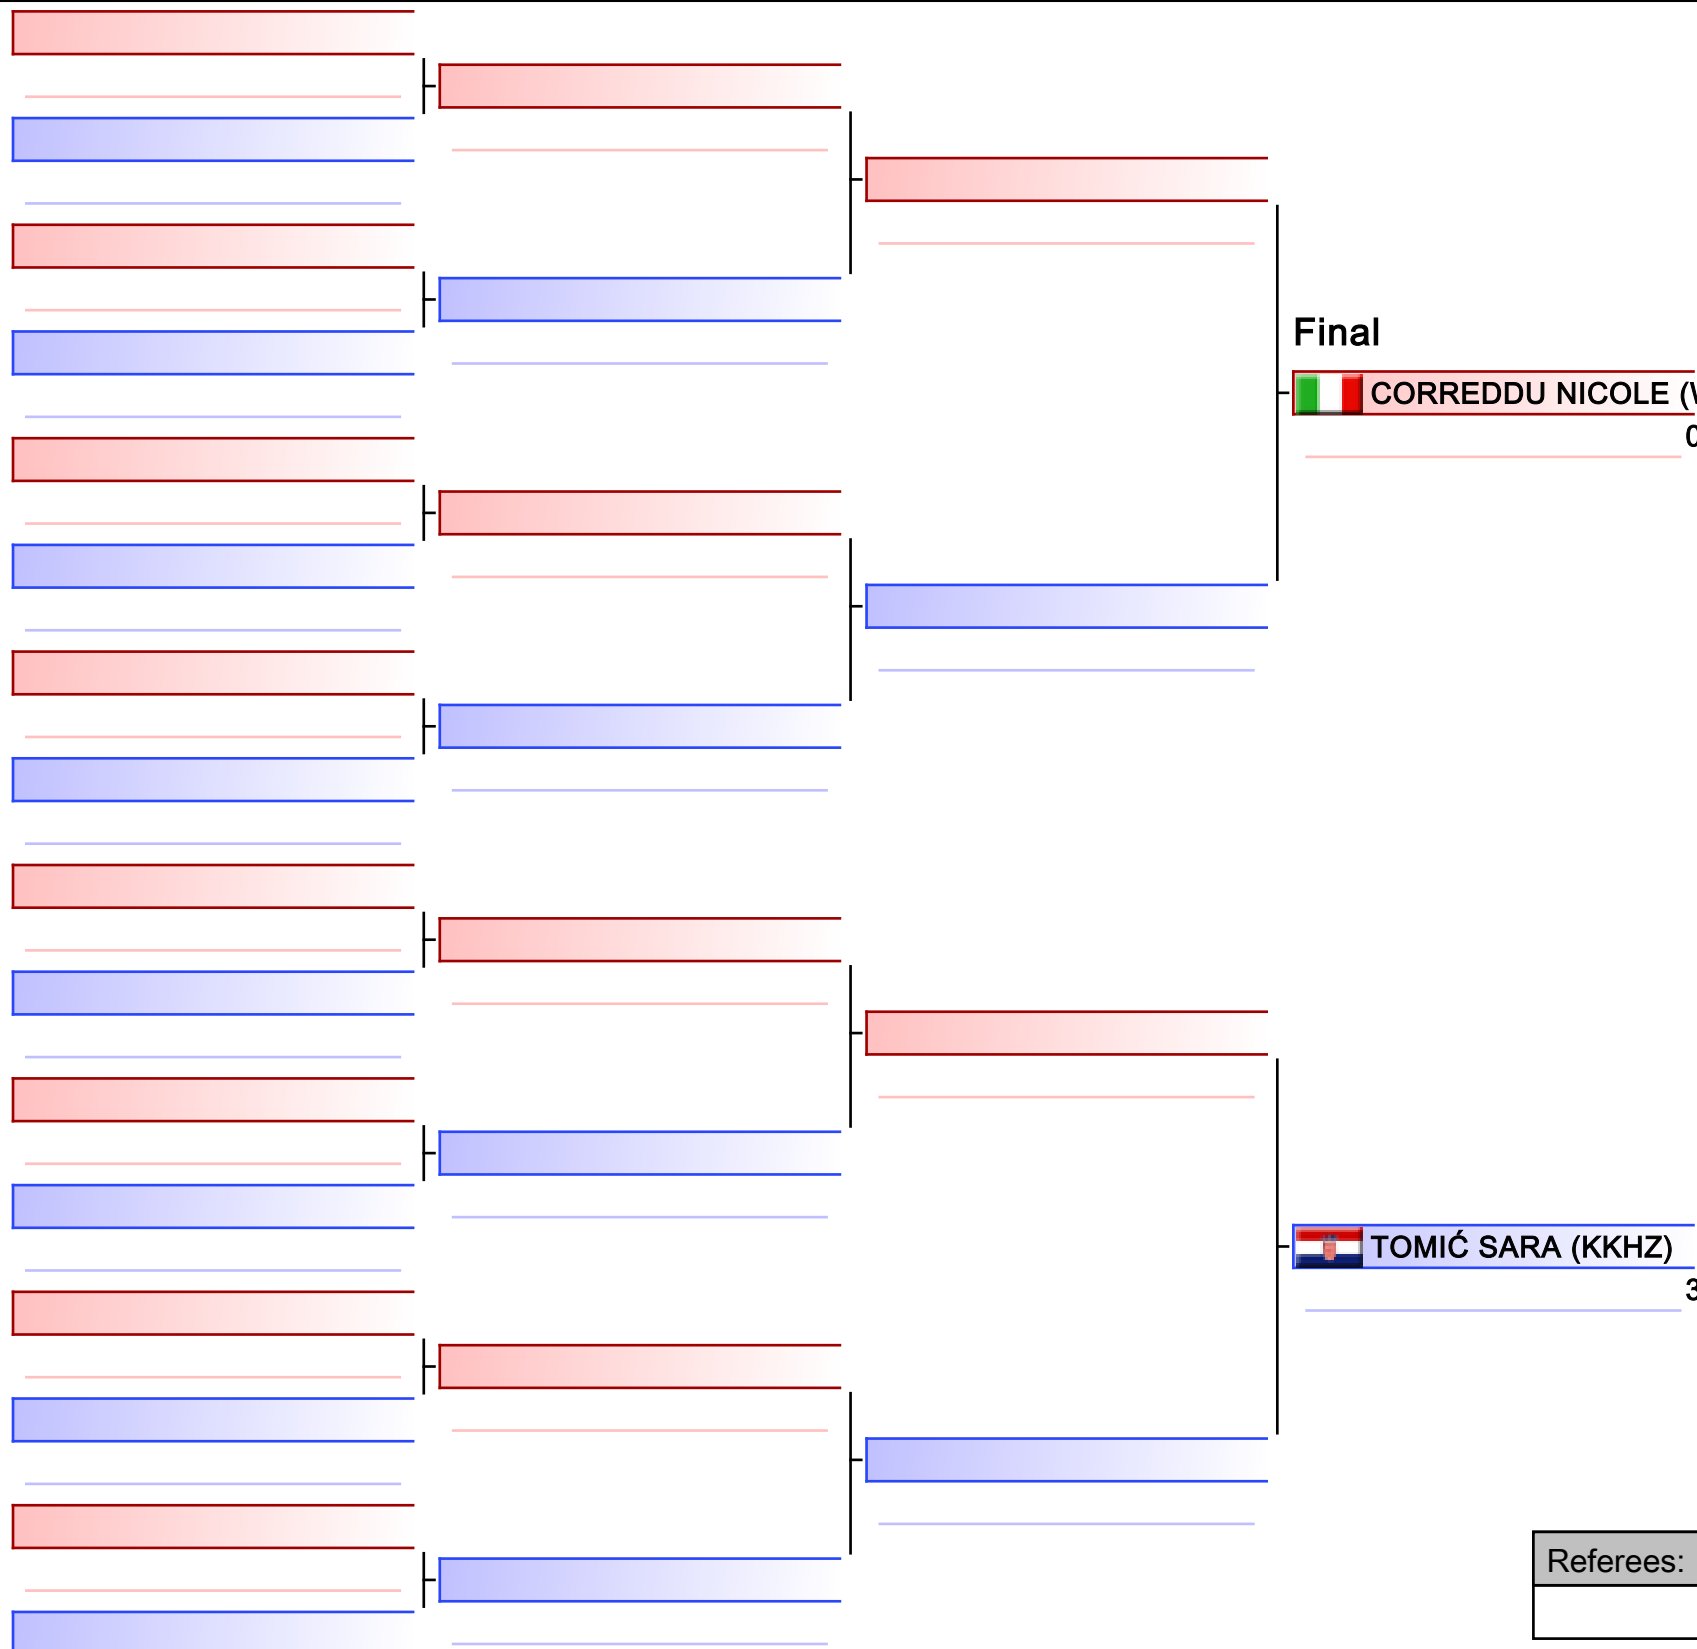 Final
CORREDDU NICOLE (
0
TOMIĆ SARA (KKHZ)
3
Referees: